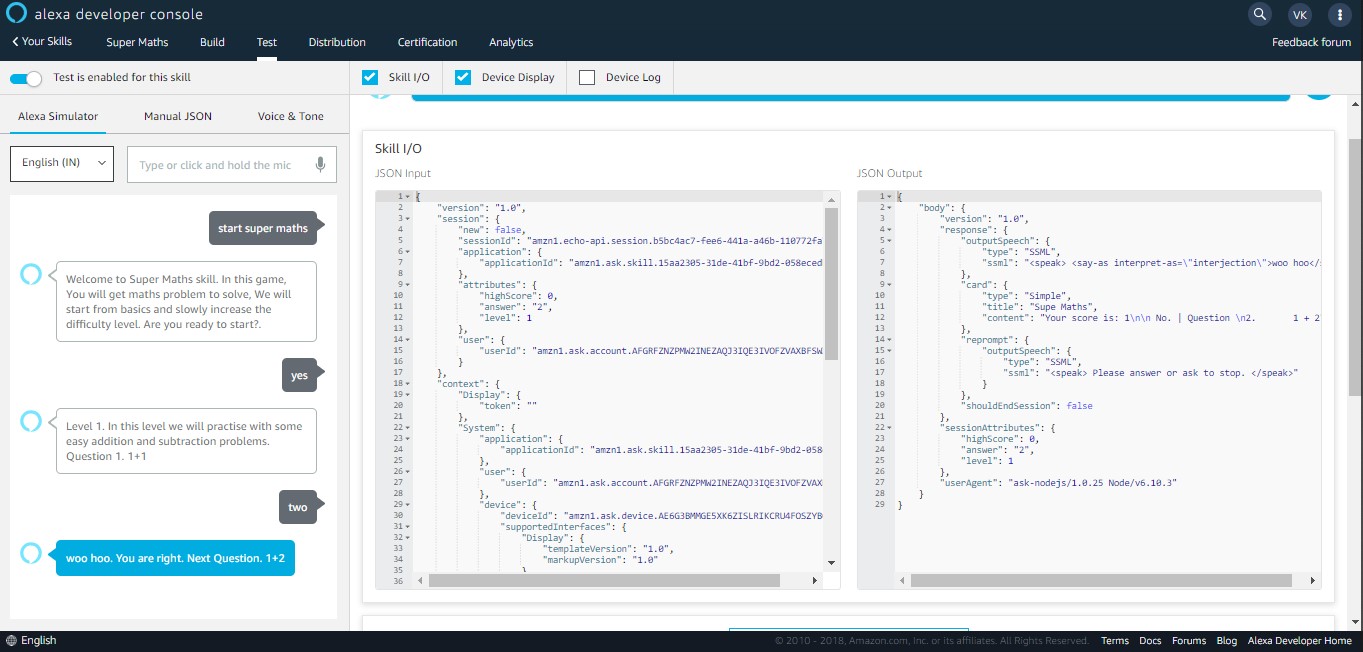 alexa developer console
VK
Your Skills
Super Maths
Build
Test
Distribution
Certification
Analytics
Feedback forum
Test is enabled for this skill
Skill I/O
Device Display
Device Log
Alexa Simulator
Manual JSON
Voice & Tone
English (IN)
Type or click and hold the mic
start super maths
Welcome to Super Maths skill. In this game,
You will get maths problem to solve, We will
start from basics and slowly increase the
difficulty level. Are you ready to start?.
yes
Level 1. In this level we will practise with some
easy addition and subtraction problems.
Question 1. 1+1
two
woo hoo. You are right. Next Question. 1+2
Skill I/O
JSON Input
1 {
2 "version": "1.0",
3 "session": {
4 "new": false,
5 "sessionId": "amzn1.echo-api.session.b5bc4ac7-fee6-441a-a46b-110772fa
6 "application": {
7 "applicationId": "amzn1.ask.skill.15aa2305-31de-41bf-9bd2-058eced
8 },
9 "attributes": {
10 "highScore": 0,
11 "answer": "2",
12 "level": 1
13 },
14 "user": {
15 "userId": "amzn1.ask.account.AFGRFZNZPMW2INEZAQJ3IQE3IVOFZVAXBFSW
16 }
17 },
18 "context": {
19 "Display": {
20 "token": ""
21 },
22 "System": {
23 "application": {
24 "applicationId": "amzn1.ask.skill.15aa2305-31de-41bf-9bd2-058
25 },
26 "user": {
27 "userId": "amzn1.ask.account.AFGRFZNZPMW2INEZAQJ3IQE3IVOFZVAX
28 },
29 "device": {
30 "deviceId": "amzn1.ask.device.AE6G3BMMGE5XK6ZISLRIKCRU4FOSZYB
31 "supportedInterfaces": {
32 "Display": {
33 "templateVersion": "1.0",
34 "markupVersion": "1.0"
35 }
36
JSON Output
1 {
2 "body": {
3 "version": "1.0",
4 "response": {
5 "outputSpeech": {
6 "type": "SSML",
7 "ssml": "<speak> <say-as interpret-as=\"interjection\">woo hoo</
8 },
9 "card": {
10 "type": "Simple",
11 "title": "Supe Maths",
12 "content": "Your score is: 1\n\n No. | Question \n2. 1 + 2
13 },
14 "reprompt": {
15 "outputSpeech": {
16 "type": "SSML",
17 "ssml": "<speak> Please answer or ask to stop. </speak>"
18 }
19 },
20 "shouldEndSession": false
21 },
22 "sessionAttributes": {
23 "highScore": 0,
24 "answer": "2",
25 "level": 1
26 },
27 "userAgent": "ask-nodejs/1.0.25 Node/v6.10.3"
28 }
29 }
English
© 2010 - 2018, Amazon.com, Inc. or its affiliates. All Rights Reserved.
Terms
Docs
Forums
Blog
Alexa Developer Home